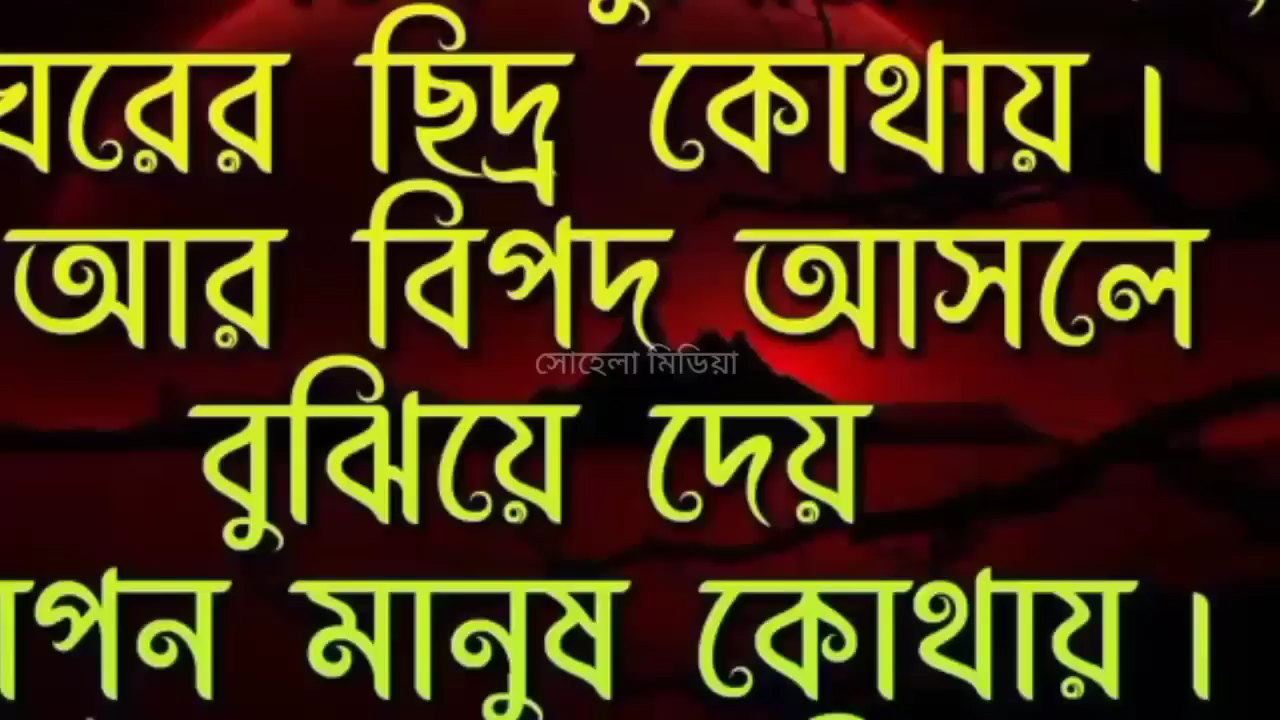 ঘরের ছিদ্র কোথায়।
আর বিপদ আসলে
সোহেলা মিডিয়া
বুঝিয়ে দেয়
মানুষ কোথায়।